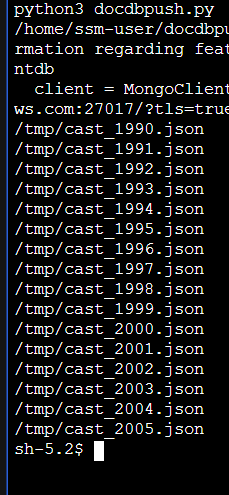 python3 docdbpush.py
/home/ssm-user/docdbpu
rmation regarding feat
ntdb
client = MongoClient
ws.com:27017/?tls=true
/tmp/cast_1990.json
/tmp/cast_1991.json
/tmp/cast_1992.json
/tmp/cast_1993.json
/tmp/cast_1994.json
/tmp/cast_1995.json
/tmp/cast_1996.json
/tmp/cast_1997.json
/tmp/cast_1998.json
/tmp/cast_1999.json
/tmp/cast_2000.json
/tmp/cast_2001.json
/tmp/cast_2002.json
/tmp/cast_2003.json
/tmp/cast_2004.json
/tmp/cast_2005.json
sh-5.2$